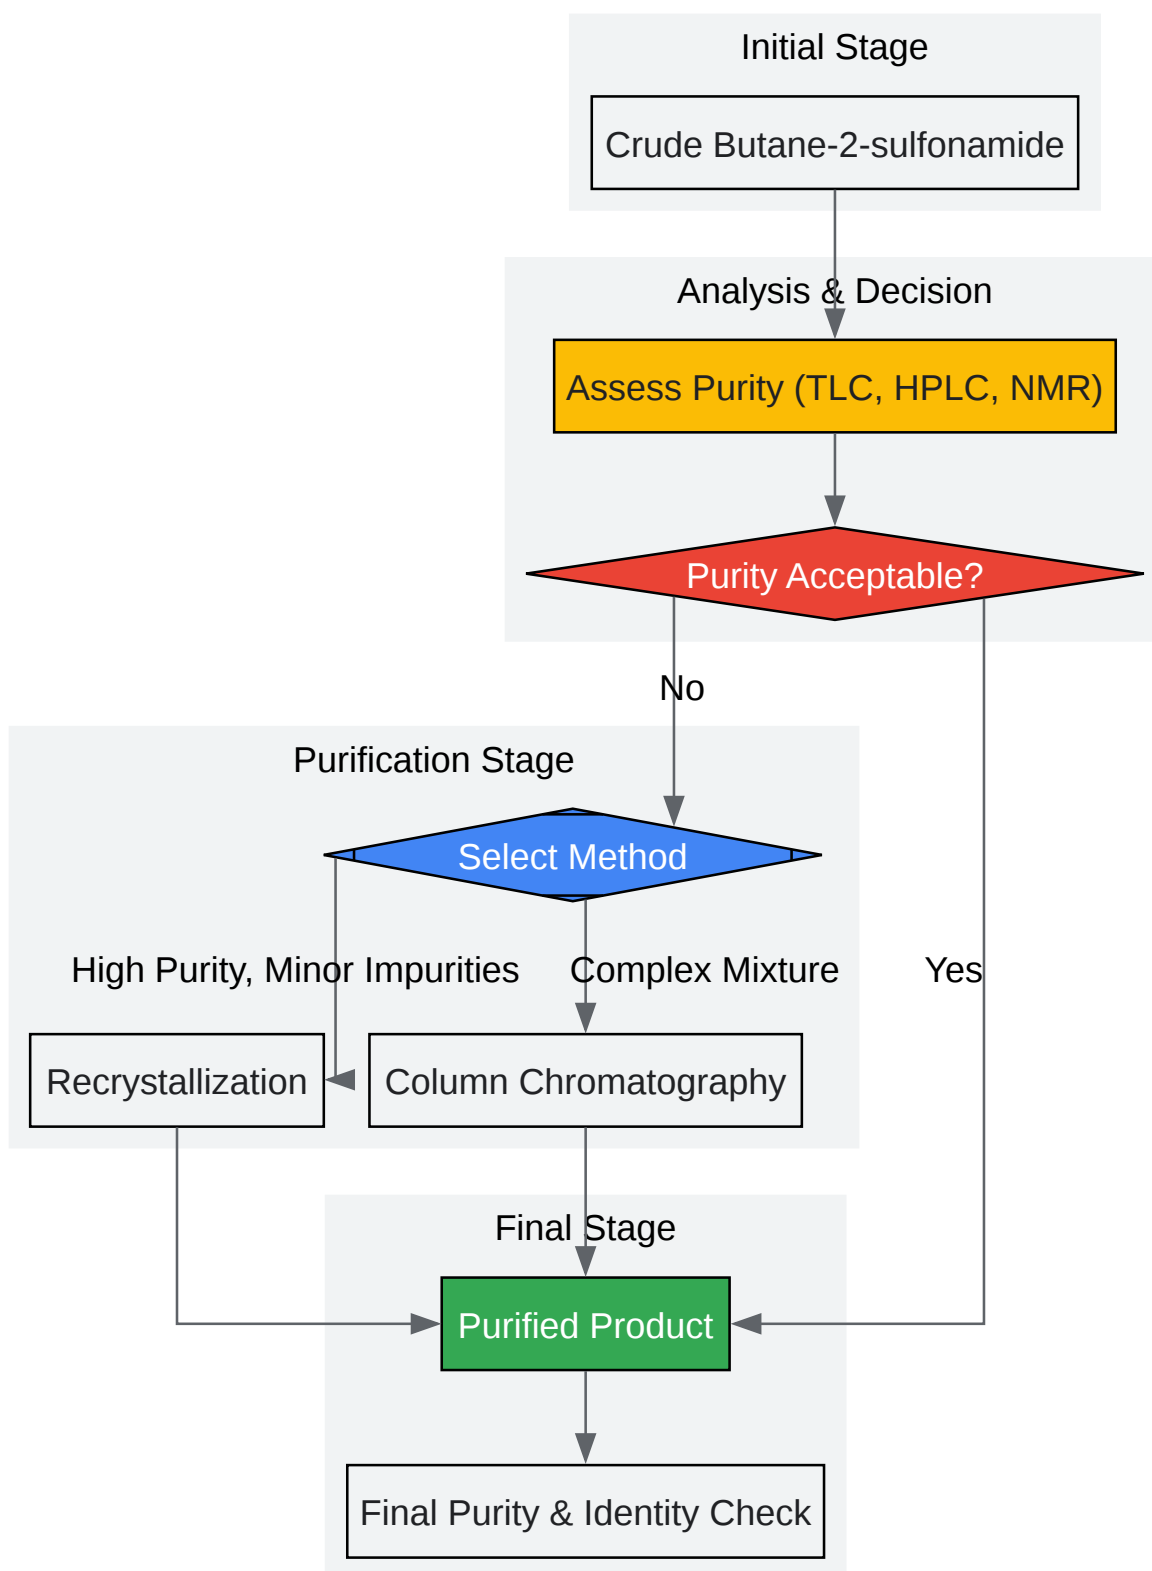 Initial Stage
Crude Butane-2-sulfonamide
Analysis & Decision
Assess Purity (TLC, HPLC, NMR)
Purity Acceptable?
No
Purification Stage
Select Method
High Purity, Minor Impurities
Complex Mixture
Yes
Recrystallization
Column Chromatography
Final Stage
Purified Product
Final Purity & Identity Check